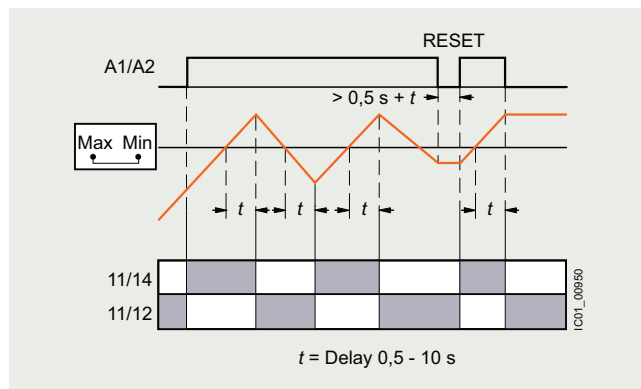 RESET
A1/A2
> 0,5 s + t
Max Min
t t t t
11/14
11/12
IC01_00950
t = Delay 0,5 - 10 s